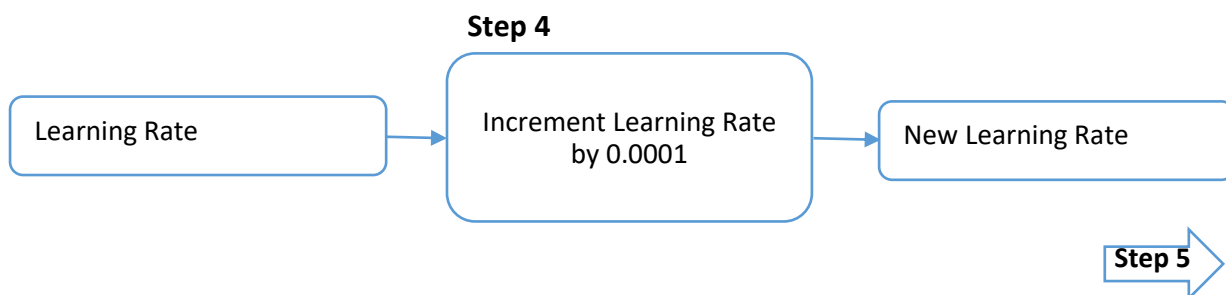 Step 4
Learning Rate
Increment Learning Rate
by 0.0001
New Learning Rate
Step 5